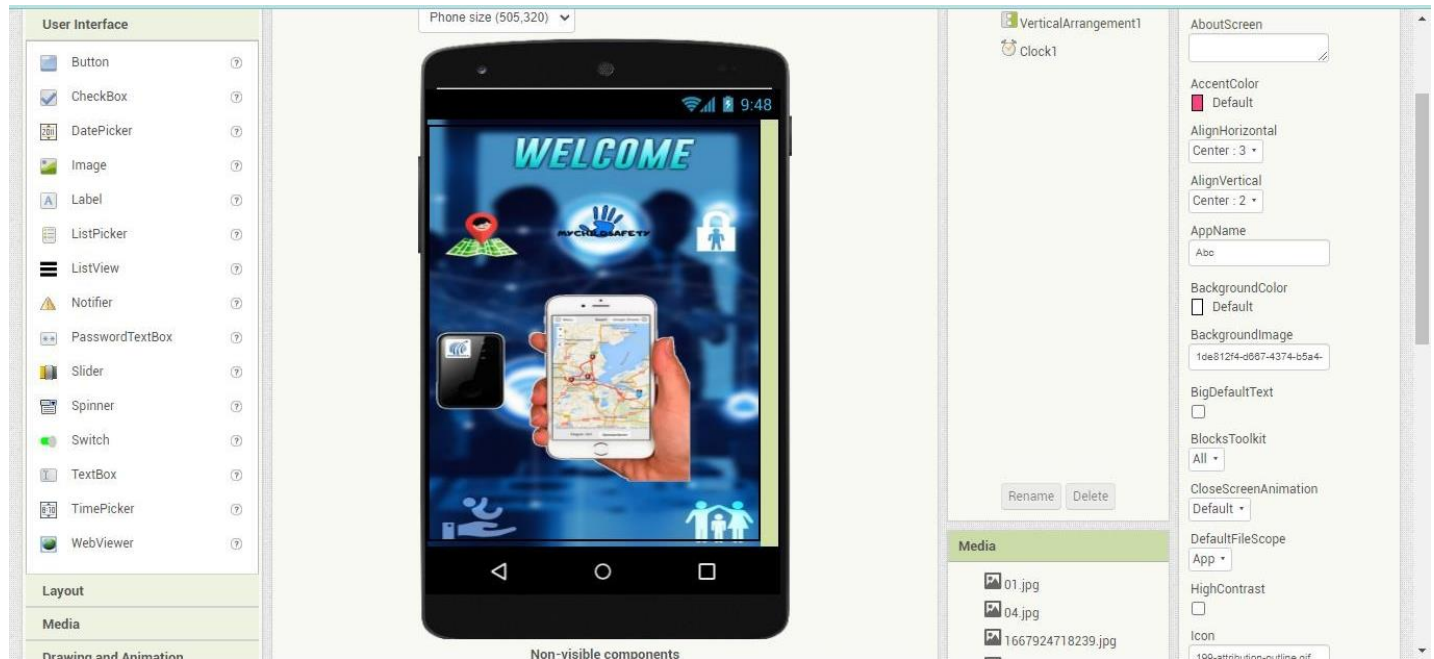 User Interface
Button
CheckBox
DatePicker
Image
Label
ListPicker
ListView
Notifier
PasswordTextBox
Slider
Spinner
Switch
TextBox
TimePicker
WebViewer
Layout
Media
Drawing and Animation
Phone size (505,320)
9:48
WELCOME
MYCHILDSAFETY
Non-visible components
VerticalArrangement1
Clock1
Rename Delete
Media
01.jpg
04.jpg
1667924718239.jpg
AboutScreen
AccentColor
Default
AlignHorizontal
Center : 3
AlignVertical
Center : 2
AppName
Abc
BackgroundColor
Default
BackgroundImage
1de812f4-d667-4374-b5a4-
BigDefaultText
BlocksToolkit
All
CloseScreenAnimation
Default
DefaultFileScope
App
HighContrast
Icon